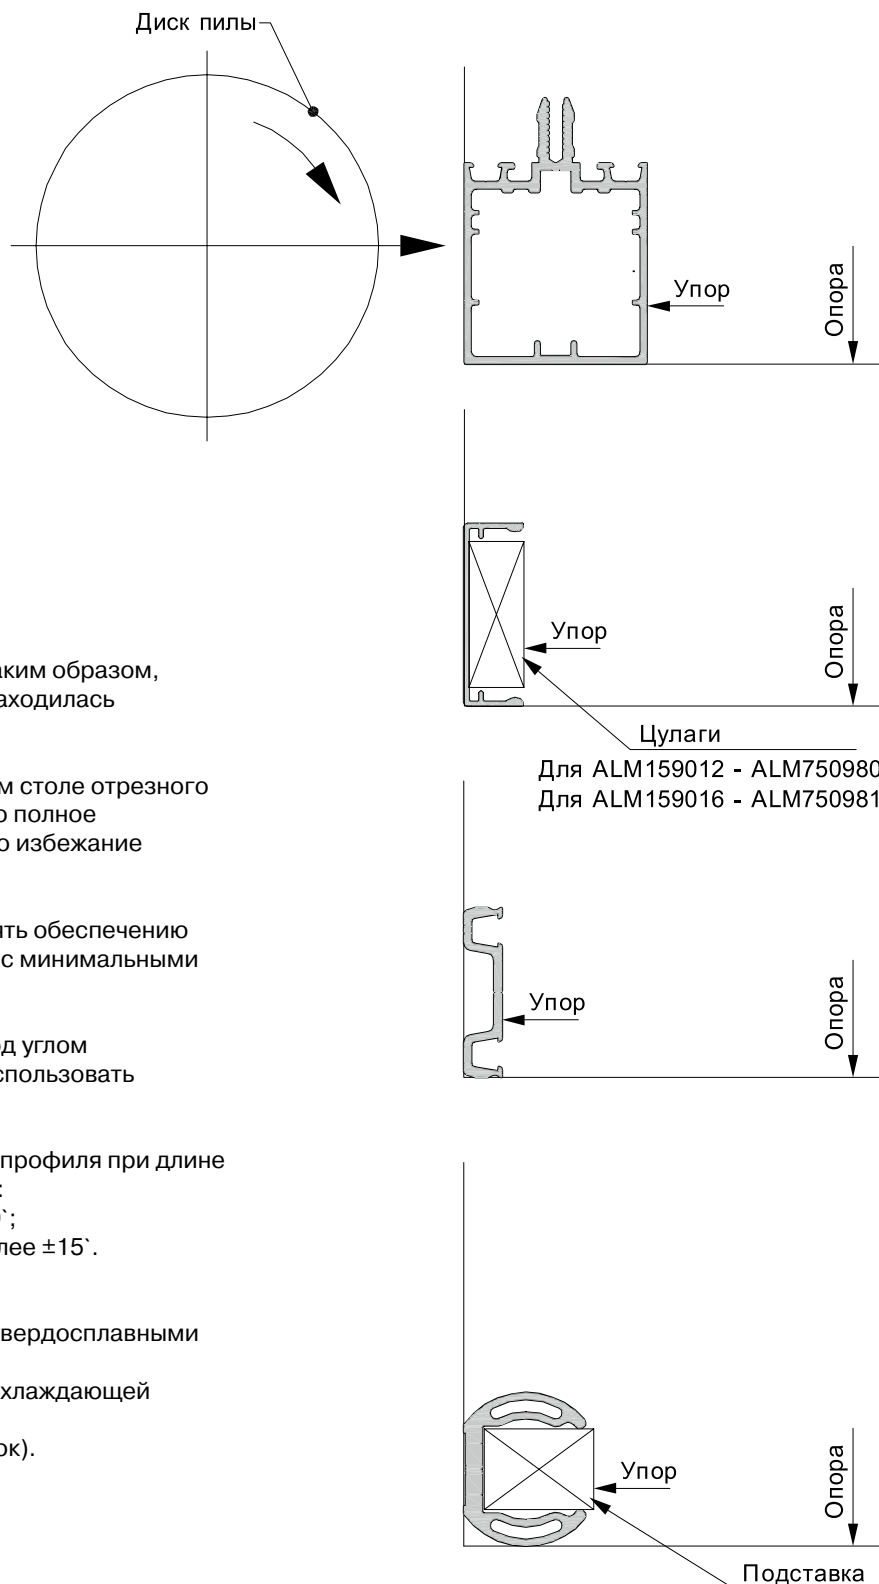 Диск пилы
Упор
Опора
Упор
Опора
Цулаги
Для ALM159012 - ALM750980
Для ALM159016 - ALM750981
Упор
Опора
Упор
Опора
Подставка
аким образом,
аходилась
м столе отрезного
о полное
о избежание
ять обеспечению
с минимальными
д углом
спользовать
профиля при длине
:
`;
лее ±15`.
вердосплавными
хлаждающей
ок).